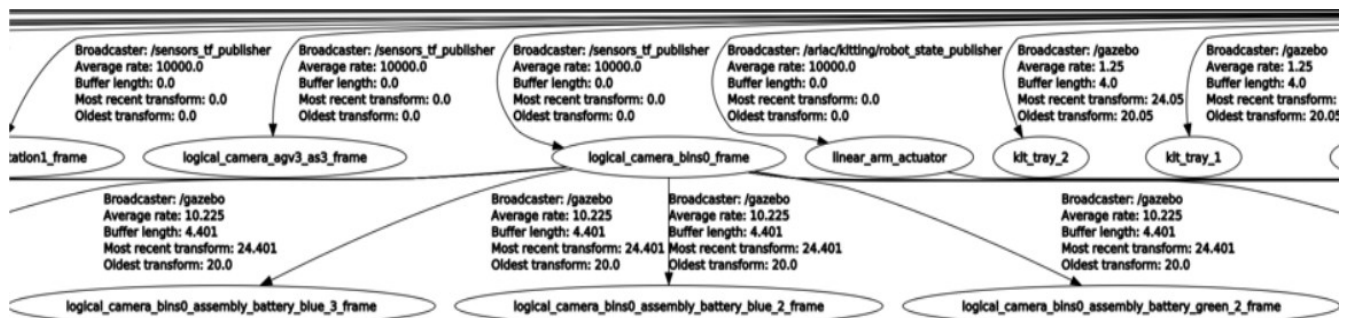 Broadcaster: /sensors_tf_publisher
Average rate: 10000.0
Buffer length: 0.0
Most recent transform: 0.0
Oldest transform: 0.0
Broadcaster: /sensors_tf_publisher
Average rate: 10000.0
Buffer length: 0.0
Most recent transform: 0.0
Oldest transform: 0.0
Broadcaster: /sensors_tf_publisher
Average rate: 10000.0
Buffer length: 0.0
Most recent transform: 0.0
Oldest transform: 0.0
Broadcaster: /ariac/kitting/robot_state_publisher
Average rate: 10000.0
Buffer length: 0.0
Most recent transform: 0.0
Oldest transform: 0.0
Broadcaster: /gazebo
Average rate: 1.25
Buffer length: 4.0
Most recent transform: 24.05
Oldest transform: 20.05
Broadcaster: /gazebo
Average rate: 1.25
Buffer length: 4.0
Most recent transform:
Oldest transform: 20.05
tation1_frame
logical_camera_agv3_as3_frame
logical_camera_bins0_frame
linear_arm_actuator
klt_tray_2
klt_tray_1
Broadcaster: /gazebo
Average rate: 10.225
Buffer length: 4.401
Most recent transform: 24.401
Oldest transform: 20.0
Broadcaster: /gazebo
Average rate: 10.225
Buffer length: 4.401
Most recent transform: 24.401
Oldest transform: 20.0
Broadcaster: /gazebo
Average rate: 10.225
Buffer length: 4.401
Most recent transform: 24.401
Oldest transform: 20.0
Broadcaster: /gazebo
Average rate: 10.225
Buffer length: 4.401
Most recent transform: 24.401
Oldest transform: 20.0
logical_camera_bins0_assembly_battery_blue_3_frame
logical_camera_bins0_assembly_battery_blue_2_frame
logical_camera_bins0_assembly_battery_green_2_frame